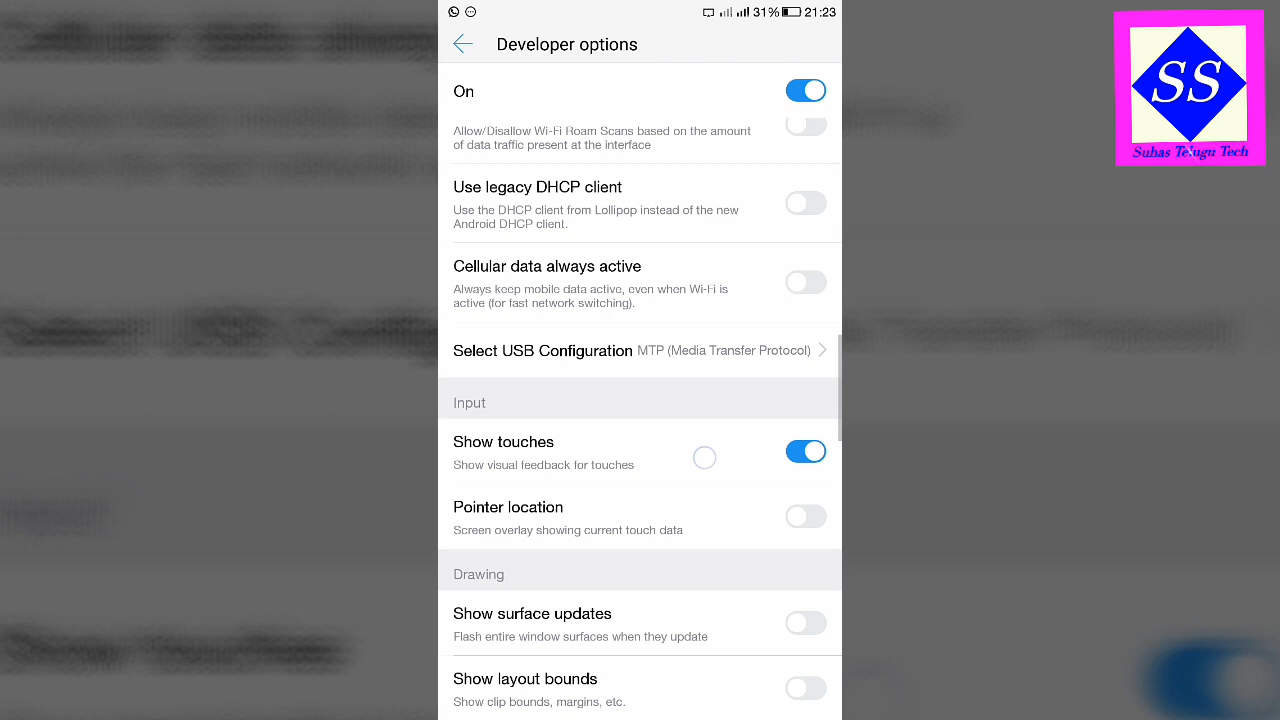 31% 21:23
Developer options
On
Allow/Disallow Wi-Fi Roam Scans based on the amount
of data traffic present at the interface
Use legacy DHCP client
Use the DHCP client from Lollipop instead of the new
Android DHCP client.
Cellular data always active
Always keep mobile data active, even when Wi-Fi is
active (for fast network switching).
Select USB Configuration MTP (Media Transfer Protocol)
Input
Show touches
Show visual feedback for touches
Pointer location
Screen overlay showing current touch data
Drawing
Show surface updates
Flash entire window surfaces when they update
Show layout bounds
Show clip bounds, margins, etc.
SS
Suhas Telugu Tech